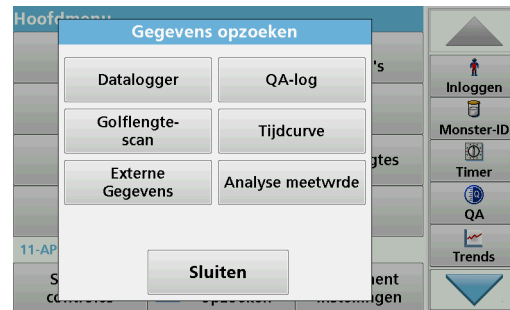 Hoofdmenu
Gegevens opzoeken
Datalogger
QA-log
Golflengte-
scan
Tijdcurve
Externe
Gegevens
Analyse meetwrde
Sluiten
11-AP
opzoeken
Inloggen
Monster-ID
Timer
QA
Trends